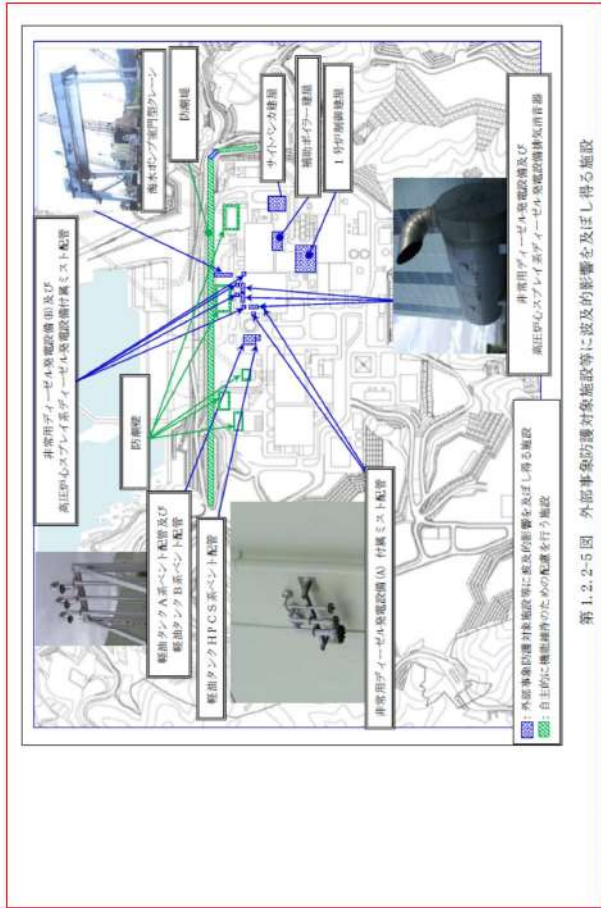 非常用ディーゼル発電設備(B)及び
高圧炉心スプレイ系ディーゼル発電設備付属ミスト配管
海水ポンプ室門型クレーン
防潮堤
サイトバンカ建屋
補助ボイラー建屋
1号炉制御建屋
防潮壁
軽油タンクA系ベント配管及び
軽油タンクB系ベント配管
軽油タンクHPCS系ベント配管
非常用ディーゼル発電設備(A) 付属ミスト配管
非常用ディーゼル発電設備及び
高圧炉心スプレイ系ディーゼル発電設備排気消音器
:外部事象防護対象施設等に波及的影響を及ぼし得る施設
:自主的に機能維持のための配慮を行う施設
第1.2.2-5図 外部事象防護対象施設等に波及的影響を及ぼし得る施設